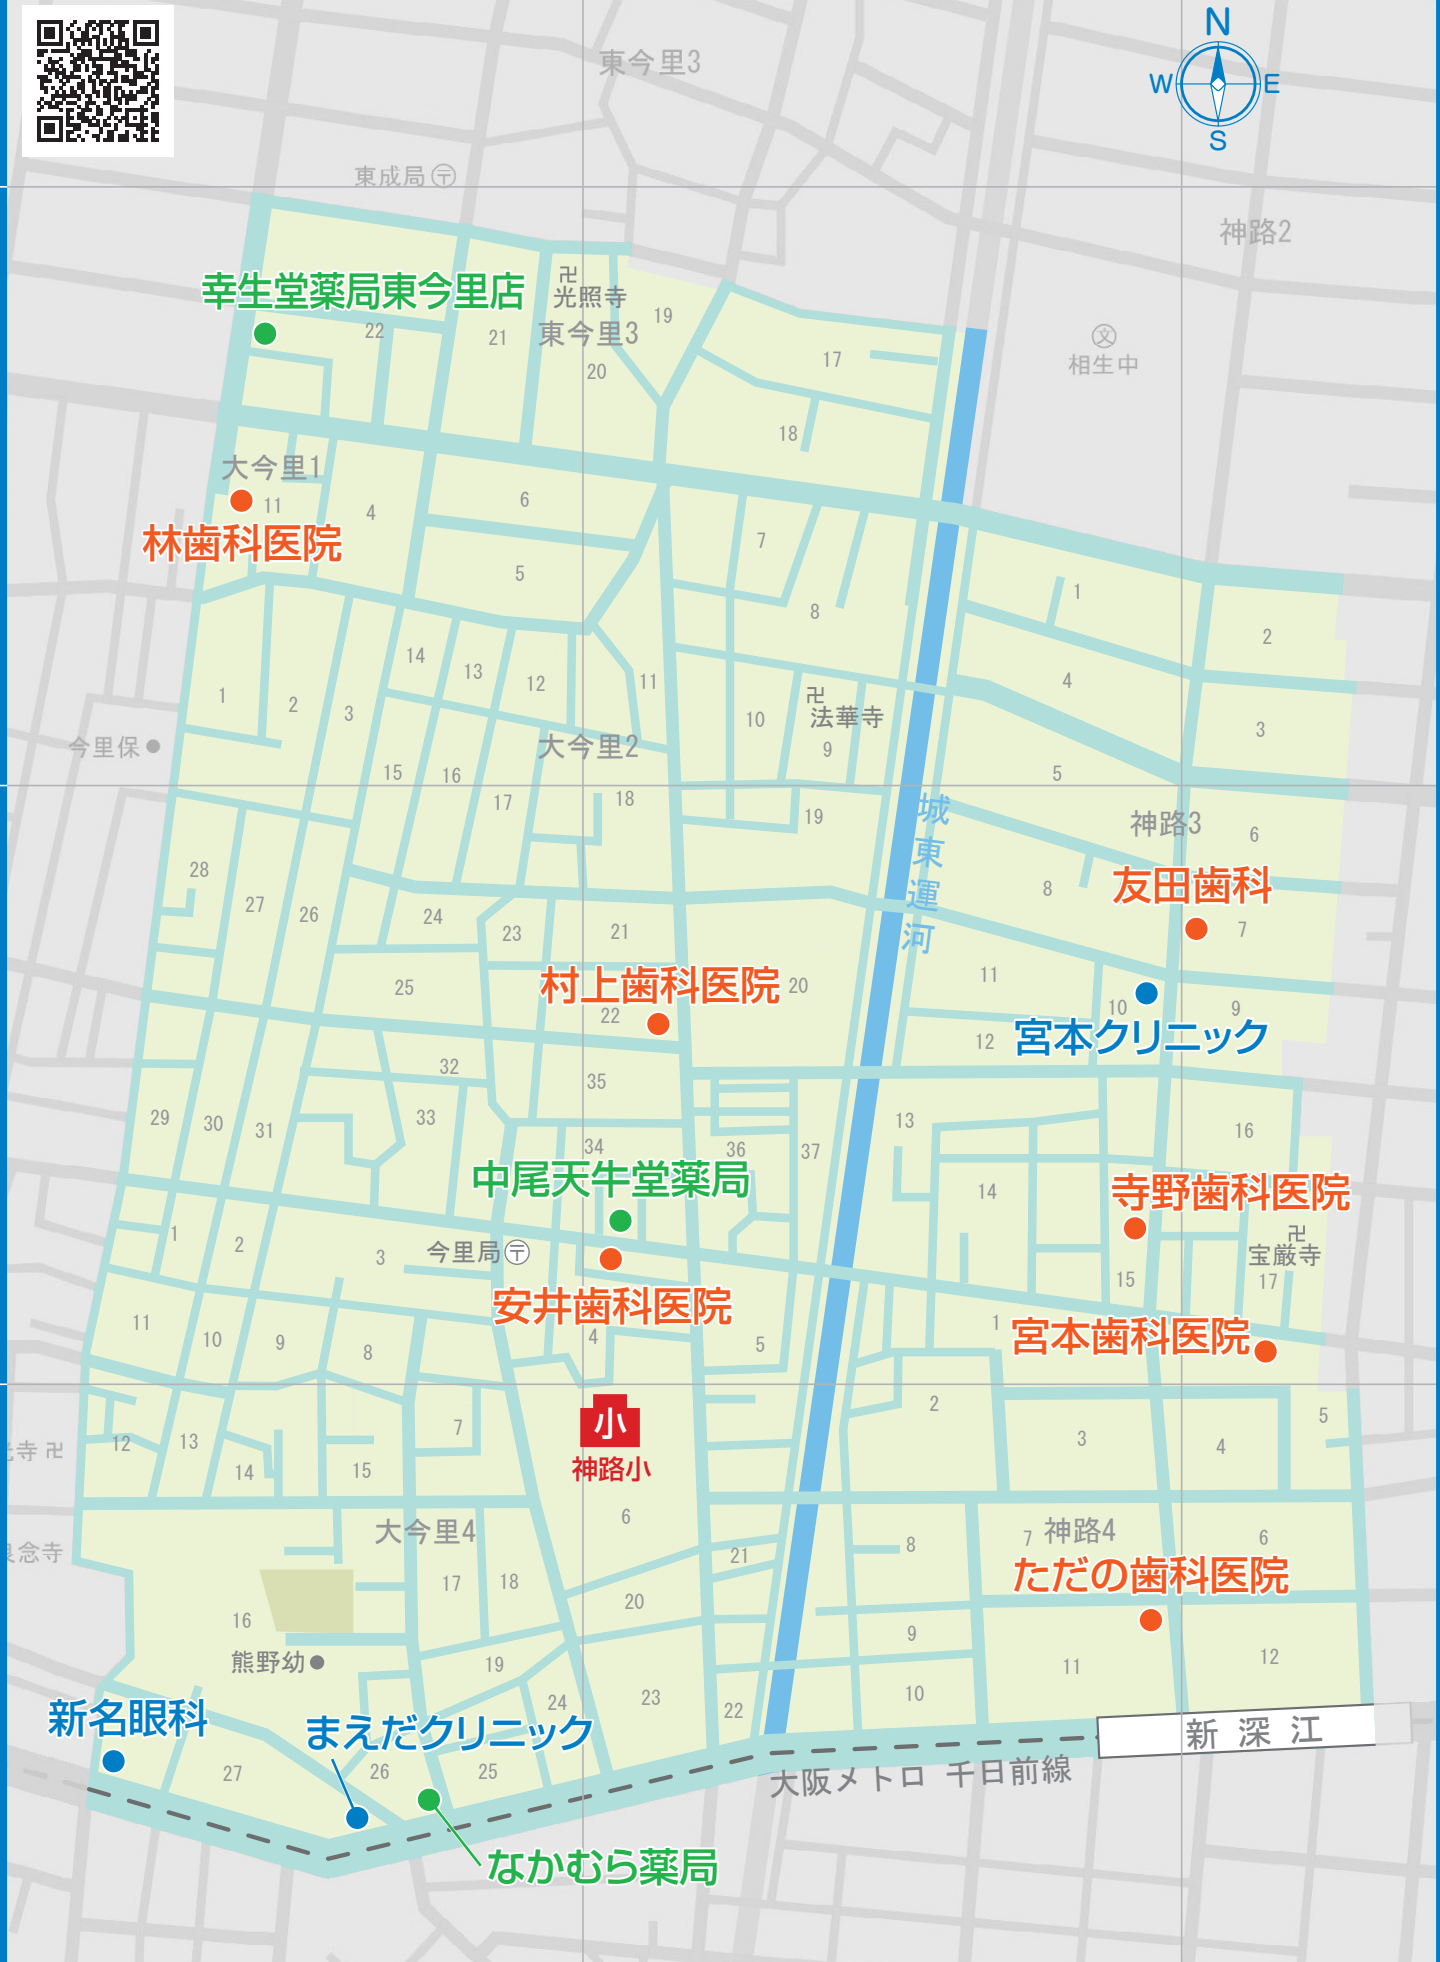 N
東今里3
W
E
S
東成局〒
神路2
幸生堂薬局東今里店
卍
光照寺
19
22
21
東今里3
文
相生中
20
17
18
大今里1
11
4
6
林歯科医院
7
5
1
8
2
14
13
12
11
4
1
2
3
卍
法華寺
10
3
今里保
大今里2
9
15
16
5
17
18
19
城東運河
神路3
6
28
8
友田歯科
27
26
24
23
21
7
村上歯科医院
25
20
11
22
10
9
宮本クリニック
12
32
35
29
30
31
33
13
16
34
36
37
中尾天牛堂薬局
14
寺野歯科医院
1
2
3
今里局〒
卍
宝厳寺
15
17
安井歯科医院
11
10
9
8
4
5
1
宮本歯科医院
2
小
神路小
7
5
12
13
14
15
3
4
寺卍
大今里4
6
7
神路4
6
念寺
8
21
ただの歯科医院
17
18
16
20
9
熊野幼
19
11
12
24
23
10
22
新名眼科
まえだクリニック
新深江
27
26
25
大阪メトロ 千日前線
なかむら薬局